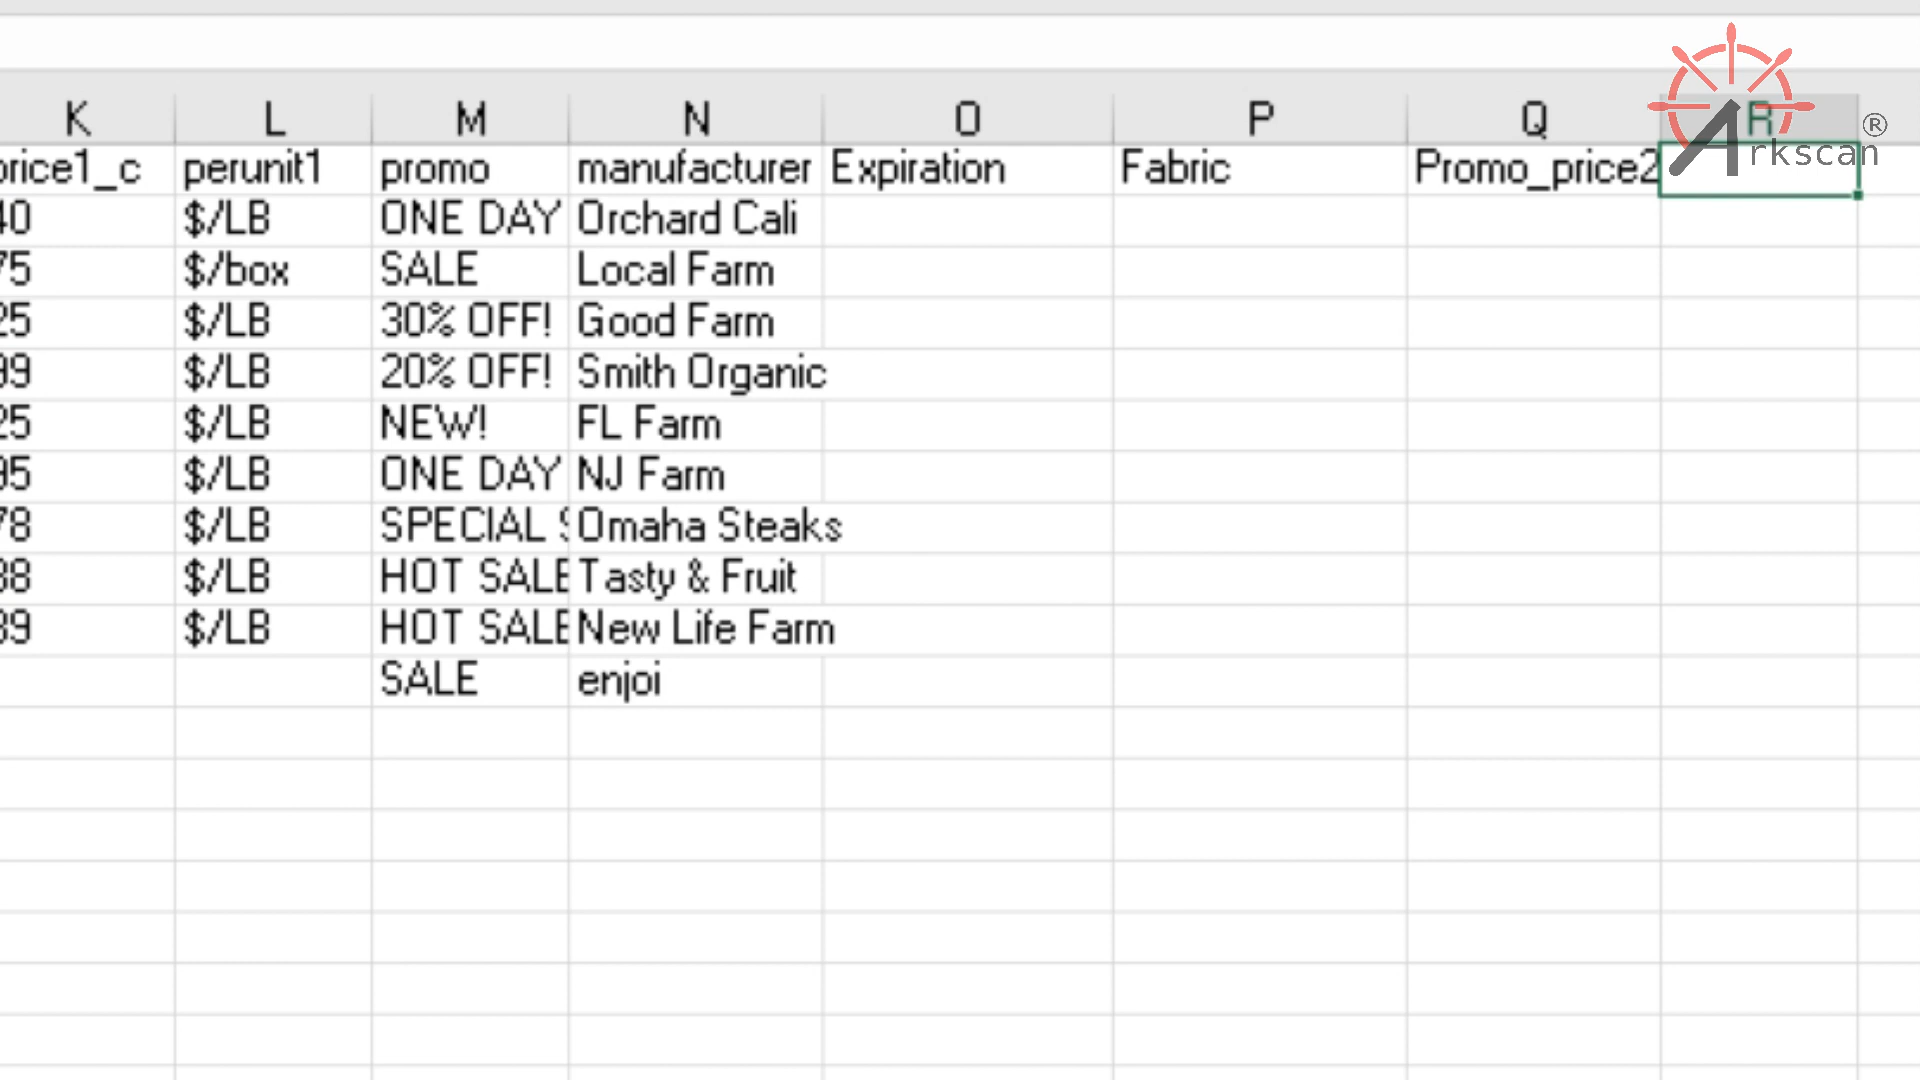 K L M N O P Q R
rkscan ®
price1_c perunit1 promo manufacturer Expiration Fabric Promo_price2
40 $/LB ONE DAY Orchard Cali
75 $/box SALE Local Farm
25 $/LB 30% OFF! Good Farm
99 $/LB 20% OFF! Smith Organic
25 $/LB NEW! FL Farm
95 $/LB ONE DAY NJ Farm
78 $/LB SPECIAL S Omaha Steaks
88 $/LB HOT SALE Tasty & Fruit
89 $/LB HOT SALE New Life Farm
SALE enjoi